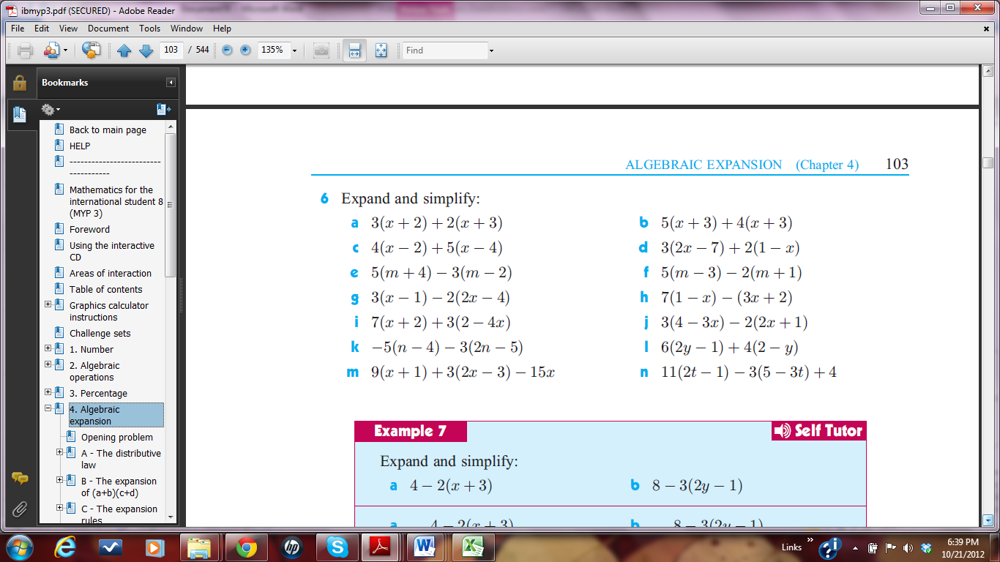 ibmyp3.pdf (SECURED) - Adobe Reader
File Edit View Document Tools Window Help
103 / 544 135% Find
Bookmarks
Back to main page
HELP
-------------------------
-----------
Mathematics for the
international student 8
(MYP 3)
Foreword
Using the interactive
CD
Areas of interaction
Table of contents
Graphics calculator
instructions
Challenge sets
1. Number
2. Algebraic
operations
3. Percentage
4. Algebraic
expansion
Opening problem
A - The distributive
law
B - The expansion
of (a+b)(c+d)
C - The expansion
rules
ALGEBRAIC EXPANSION (Chapter 4) 103
6 Expand and simplify:
a 3(x + 2) + 2(x + 3) b 5(x + 3) + 4(x + 3)
c 4(x − 2) + 5(x − 4) d 3(2x − 7) + 2(1 − x)
e 5(m + 4) − 3(m − 2) f 5(m − 3) − 2(m + 1)
g 3(x − 1) − 2(2x − 4) h 7(1 − x) − (3x + 2)
i 7(x + 2) + 3(2 − 4x) j 3(4 − 3x) − 2(2x + 1)
k −5(n − 4) − 3(2n − 5) l 6(2y − 1) + 4(2 − y)
m 9(x + 1) + 3(2x − 3) − 15x n 11(2t − 1) − 3(5 − 3t) + 4
Example 7 Self Tutor
Expand and simplify:
a 4 − 2(x + 3) b 8 − 3(2y − 1)
a 4 − 2(x + 3) b 8 − 3(2y − 1)
hp
Links » 6:39 PM
10/21/2012